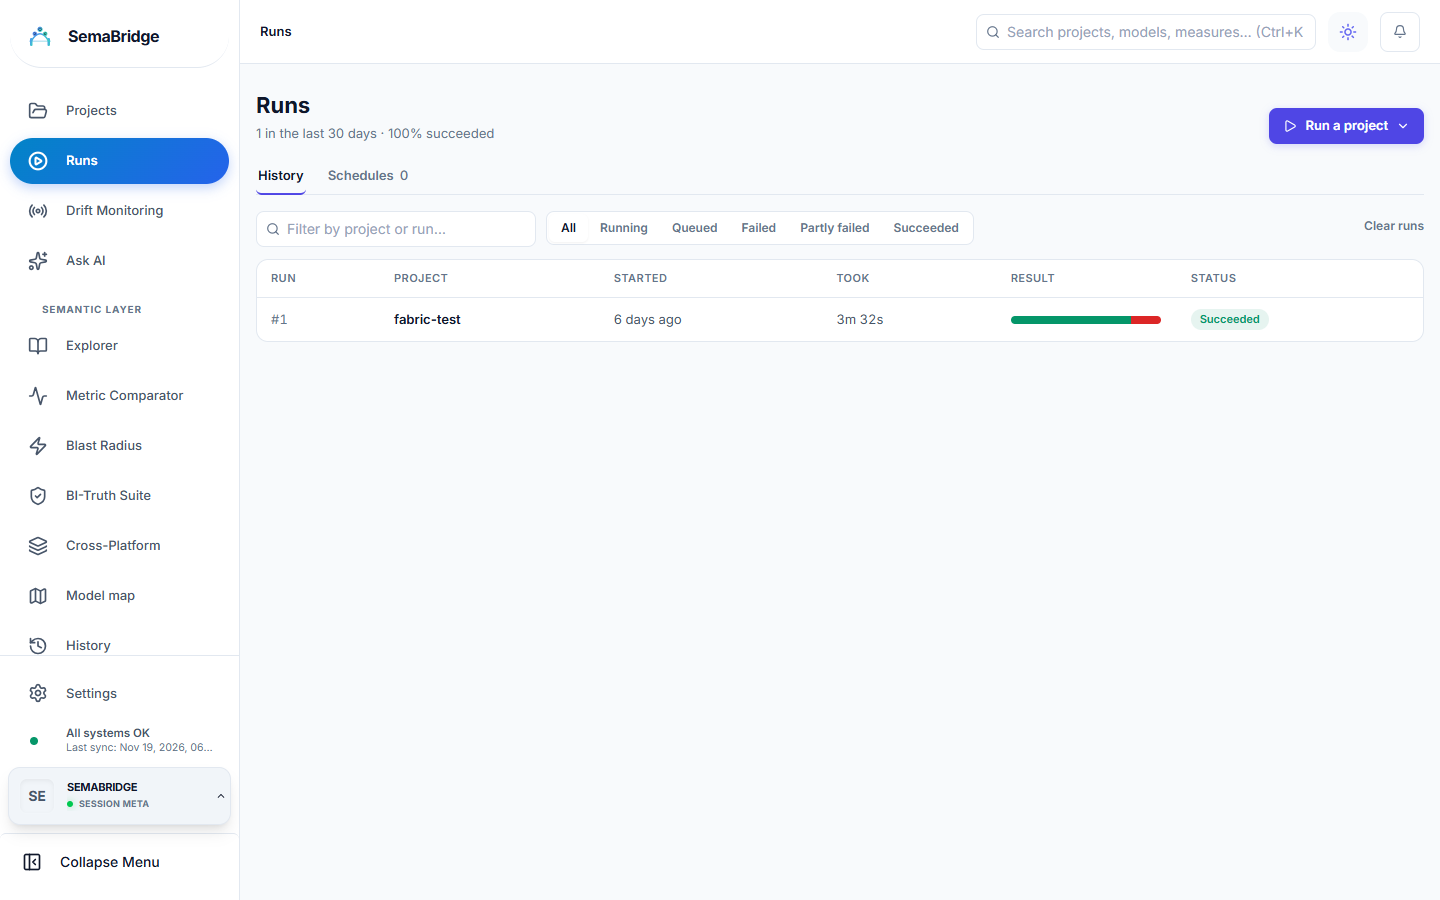 SemaBridge
Runs
Search projects, models, measures... (Ctrl+K
Projects
Runs
Drift Monitoring
Ask AI
SEMANTIC LAYER
Explorer
Metric Comparator
Blast Radius
BI-Truth Suite
Cross-Platform
Model map
History
Settings
All systems OK
Last sync: Nov 19, 2026, 06...
SE
SEMABRIDGE
SESSION META
Collapse Menu
Runs
1 in the last 30 days · 100% succeeded
Run a project
History
Schedules 0
Filter by project or run...
All Running Queued Failed Partly failed Succeeded
Clear runs
RUN PROJECT STARTED TOOK RESULT STATUS
#1 fabric-test 6 days ago 3m 32s Succeeded